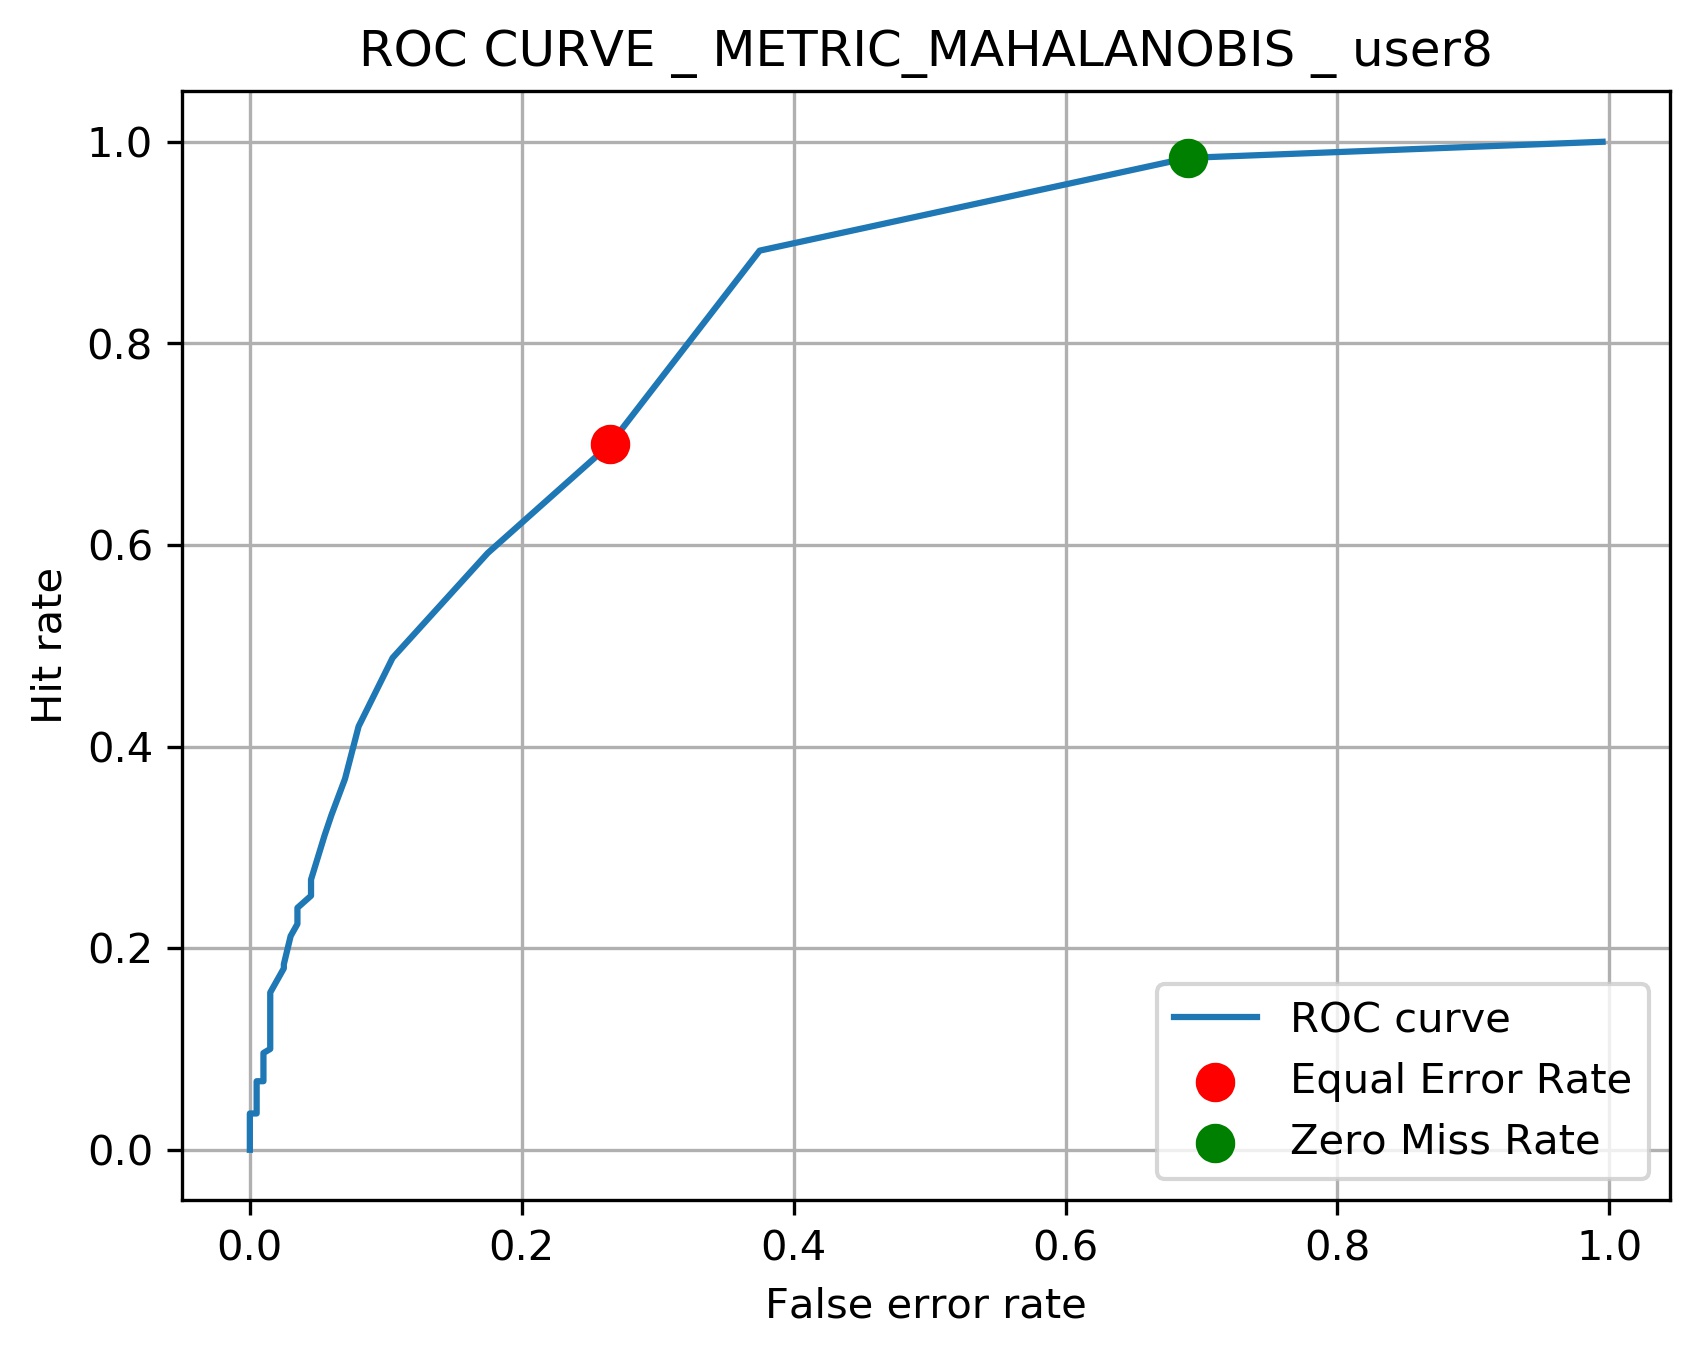 ROC CURVE _ METRIC_MAHALANOBIS _ user8
1.0
0.8
0.6
0.4
0.2
0.0
Hit rate
ROC curve
Equal Error Rate
Zero Miss Rate
0.0 0.2 0.4 0.6 0.8 1.0
False error rate